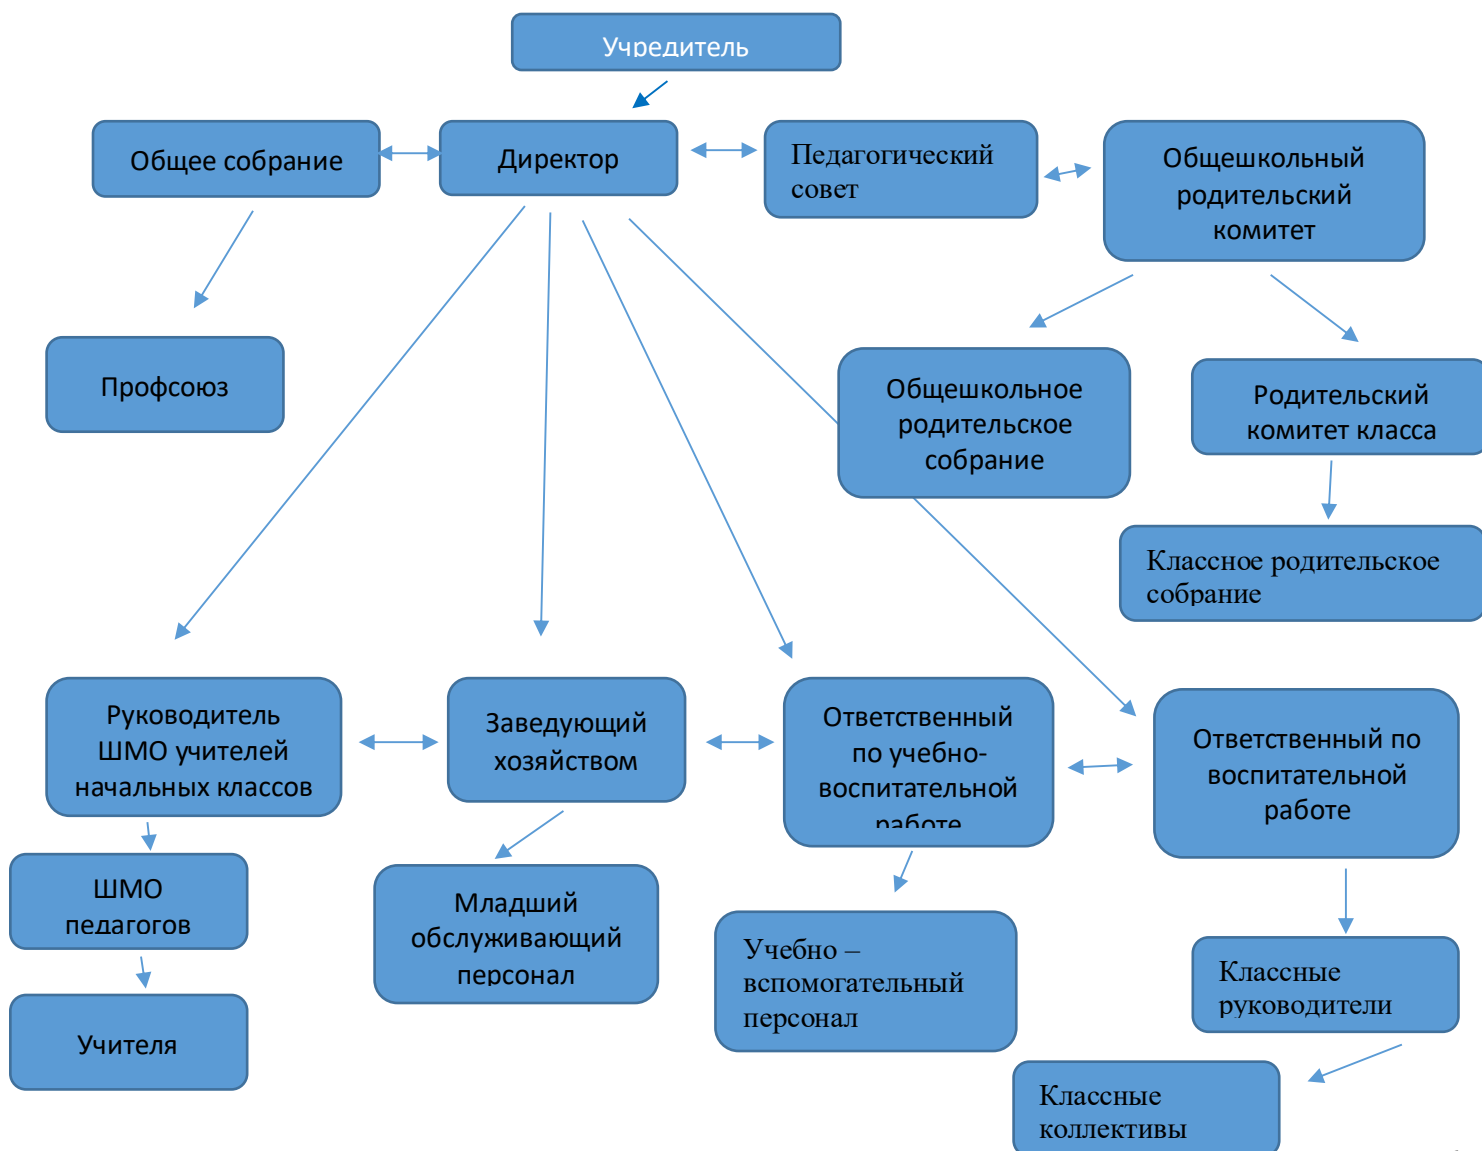 Учредитель
Общее собрание
Директор
Педагогический
совет
Общешкольный
родительский
комитет
Профсоюз
Общешкольное
родительское
собрание
Родительский
комитет класса
Классное родительское
собрание
Руководитель
ШМО учителей
начальных классов
Заведующий
хозяйством
Ответственный
по учебно-
воспитательной
работе
Ответственный по
воспитательной
работе
ШМО
педагогов
Младший
обслуживающий
персонал
Учебно –
вспомогательный
персонал
Классные
руководители
Учителя
Классные
коллективы